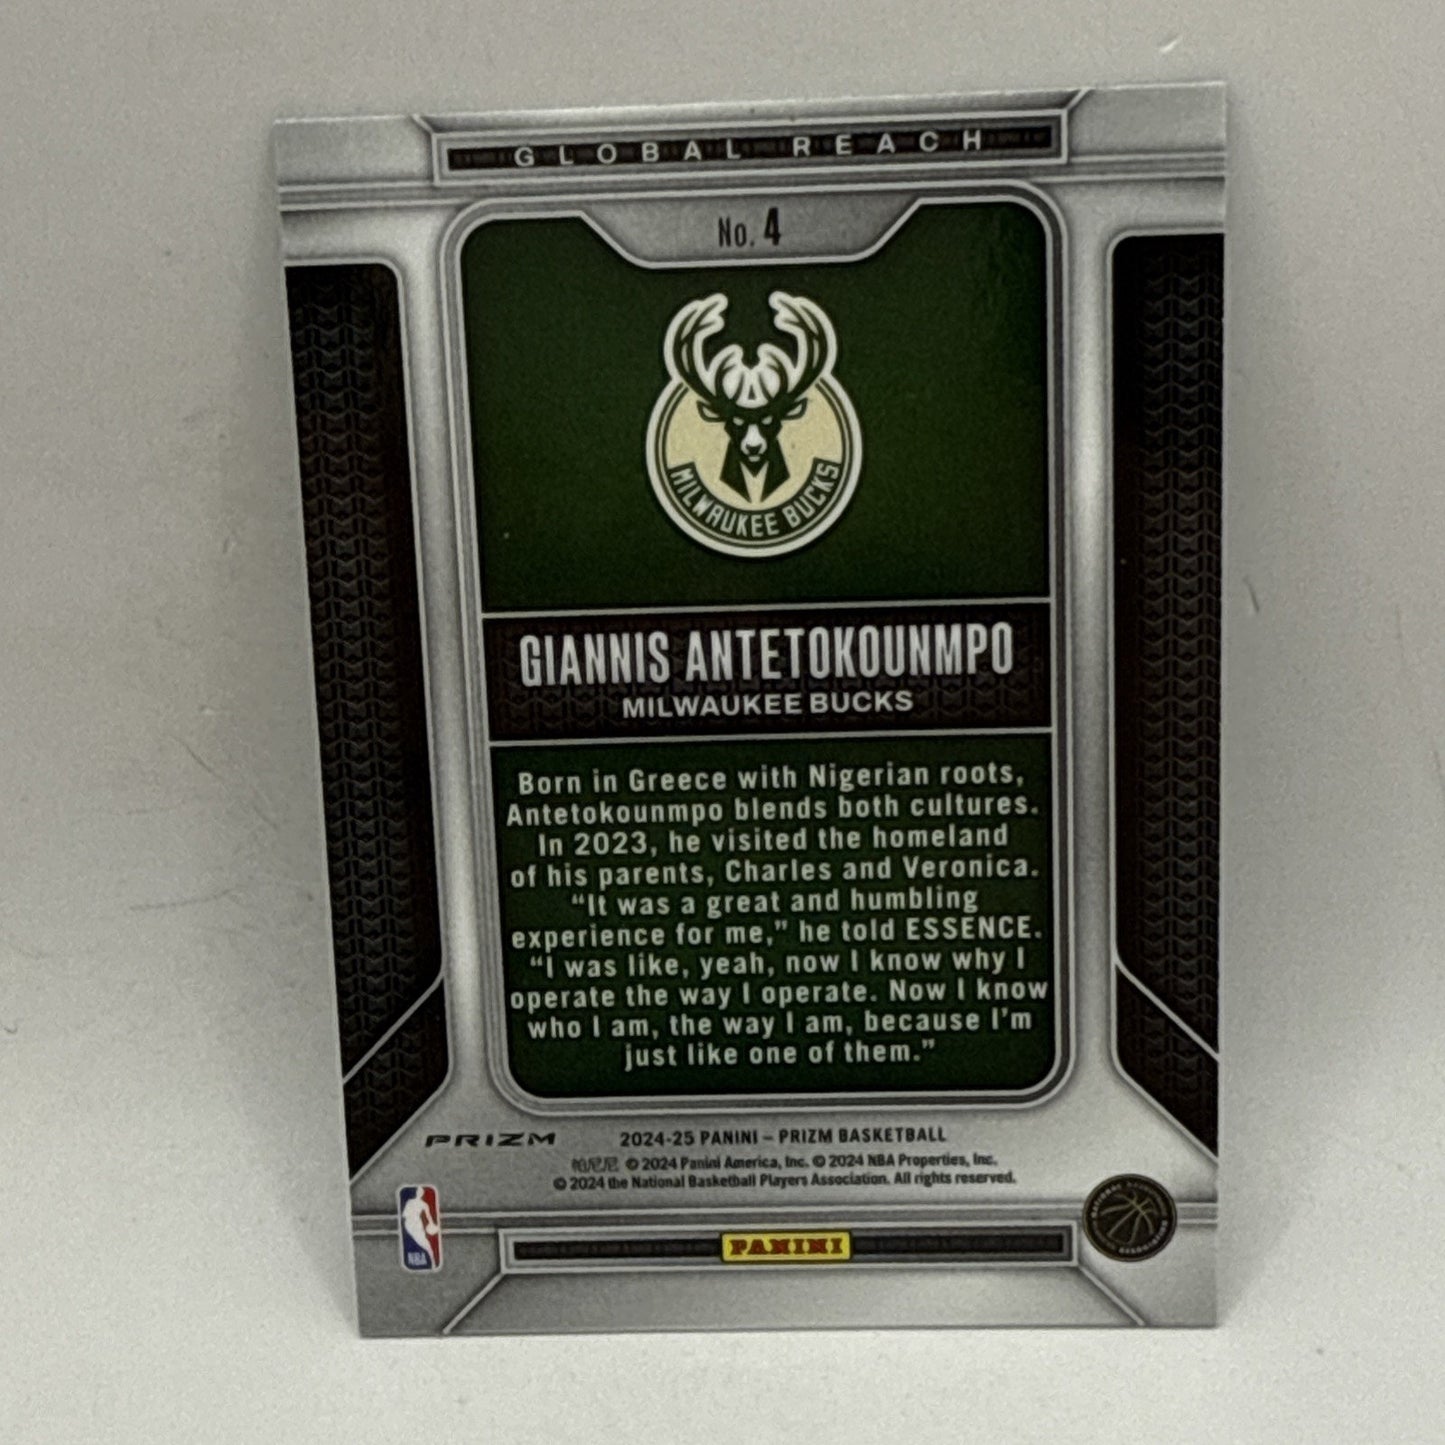 GLOBAL REACH
No. 4
MILWAUKEE BUCKS
GIANNIS ANTETOKOUNMPO
MILWAUKEE BUCKS
Born in Greece with Nigerian roots,
Antetokounmpo blends both cultures.
In 2023, he visited the homeland
of his parents, Charles and Veronica.
“It was a great and humbling
experience for me,” he told ESSENCE.
“I was like, yeah, now I know why I
operate the way I operate. Now I know
who I am, the way I am, because I’m
just like one of them.”
PRIZM
2024-25 PANINI – PRIZM BASKETBALL
帕尼尼 © 2024 Panini America, Inc. © 2024 NBA Properties, Inc.
© 2024 the National Basketball Players Association. All rights reserved.
NBA
PANINI